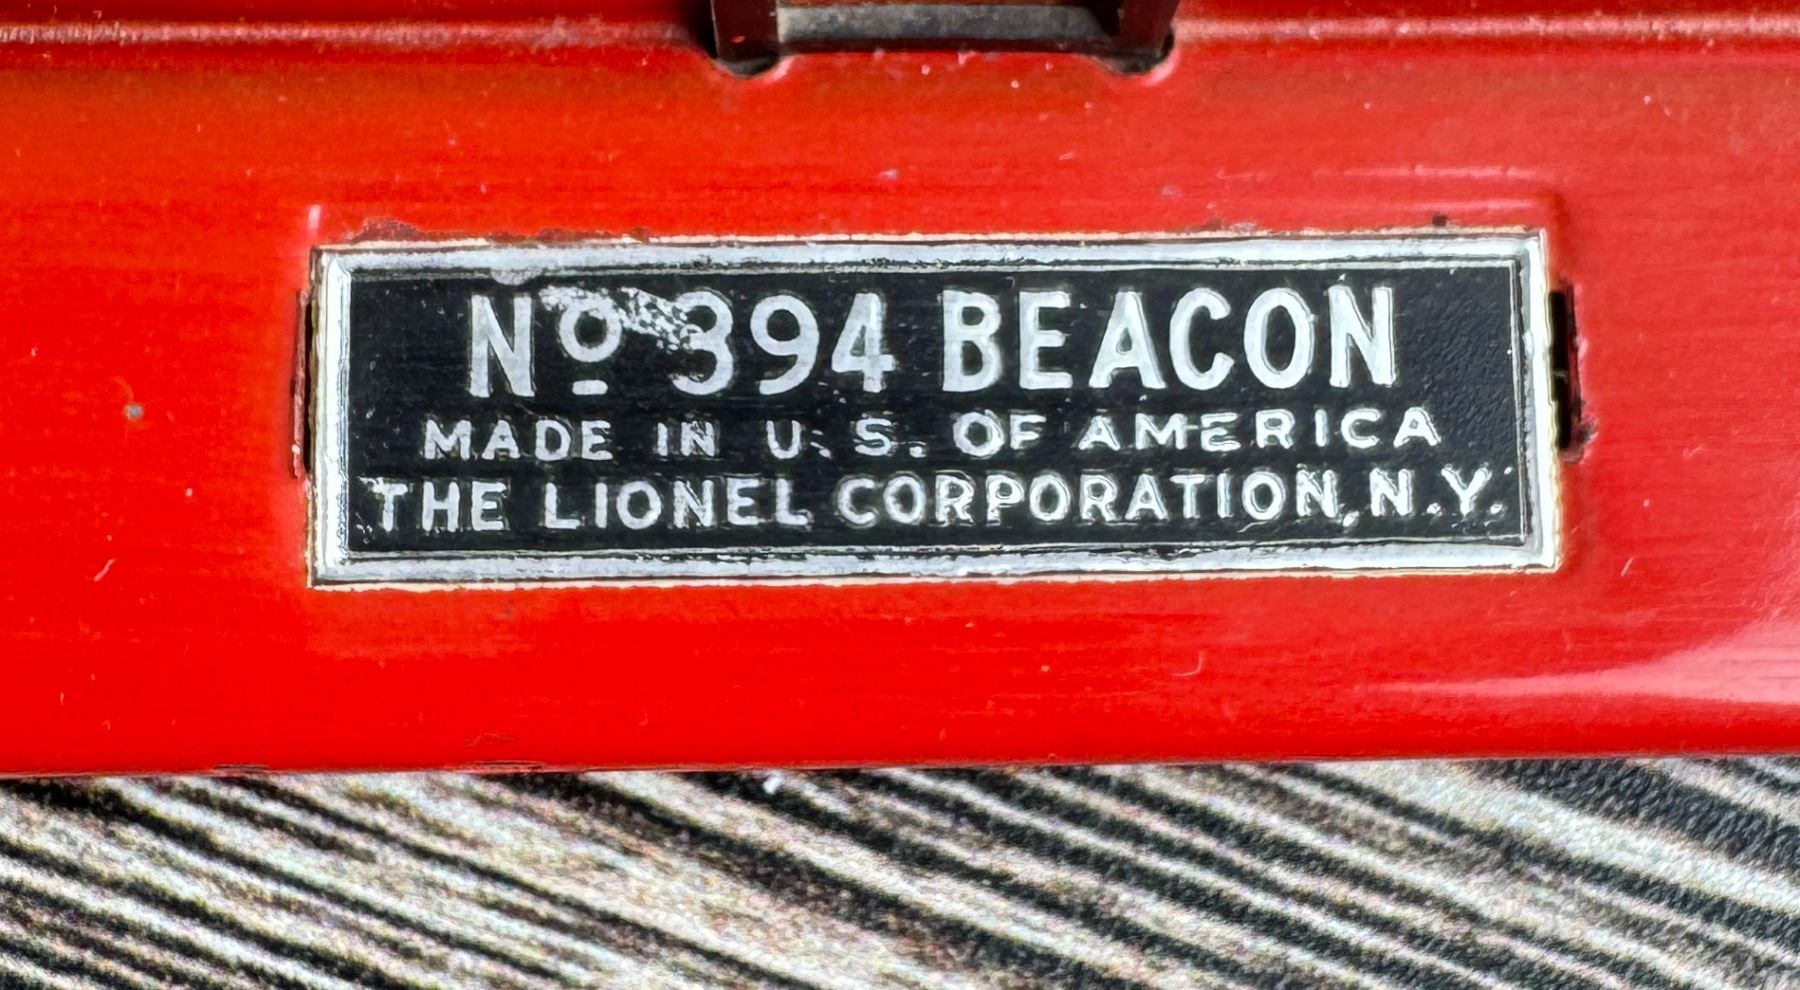 Nº 394 BEACON
MADE IN U.S. OF AMERICA
THE LIONEL CORPORATION, N.Y.